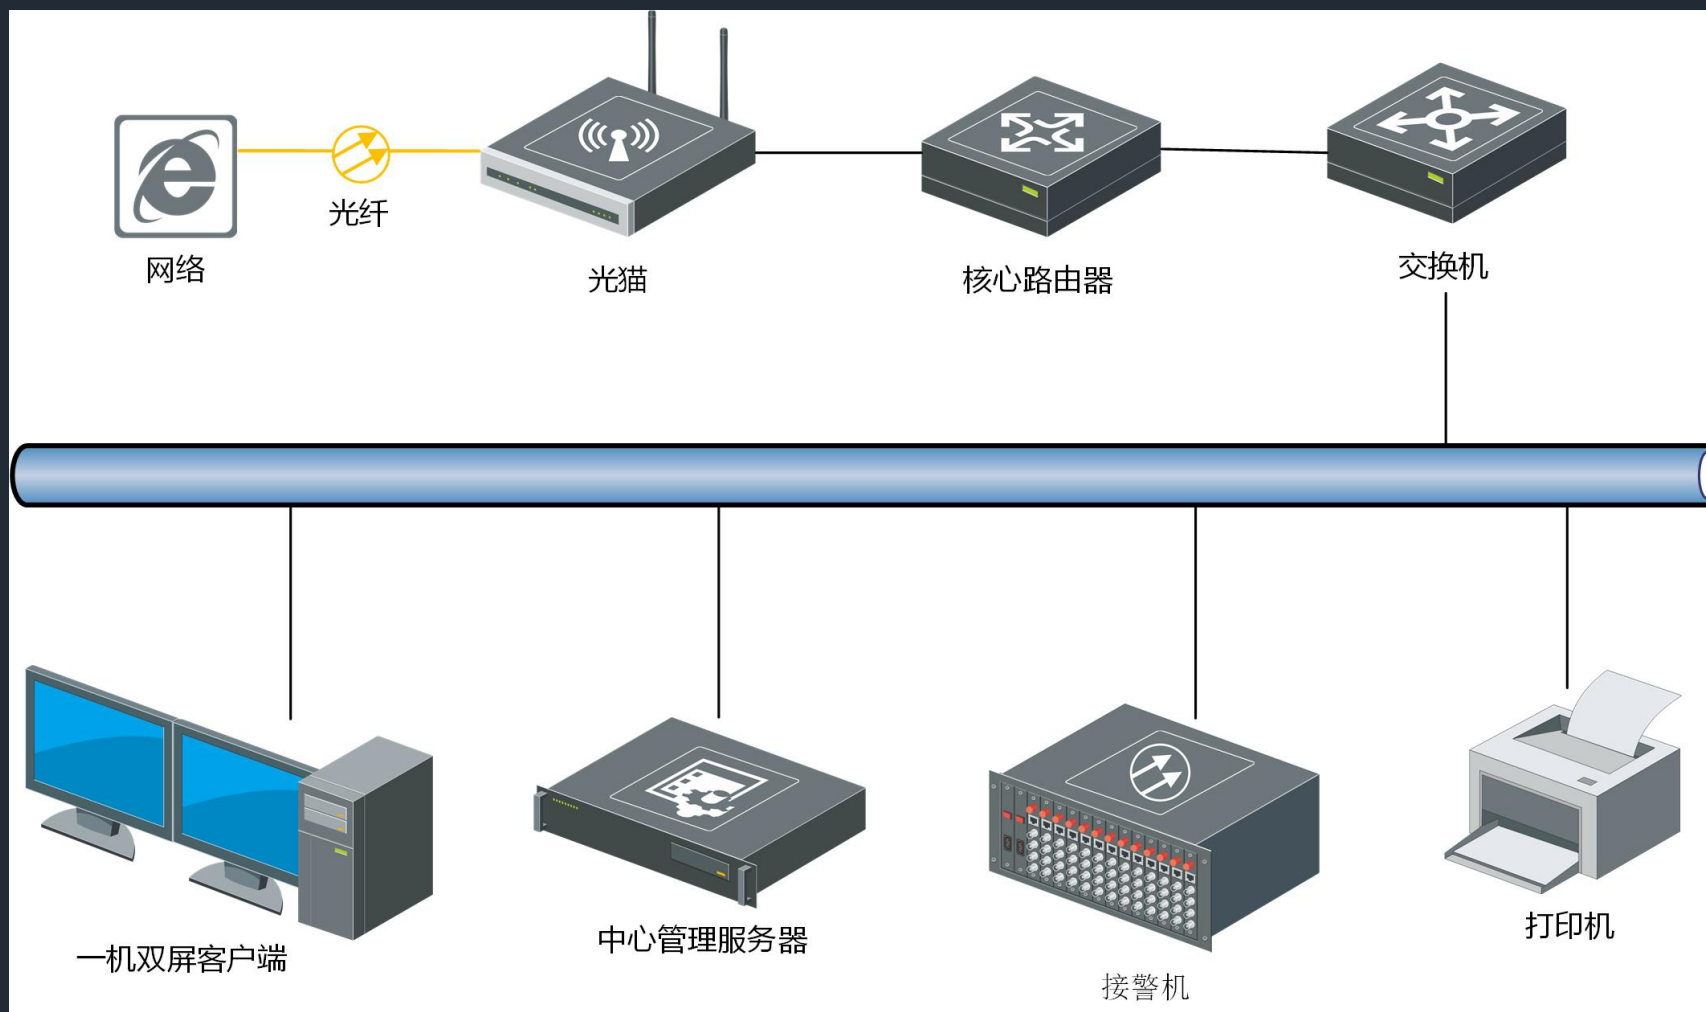 网络
光纤
光猫
核心路由器
交换机
一机双屏客户端
中心管理服务器
接警机
打印机